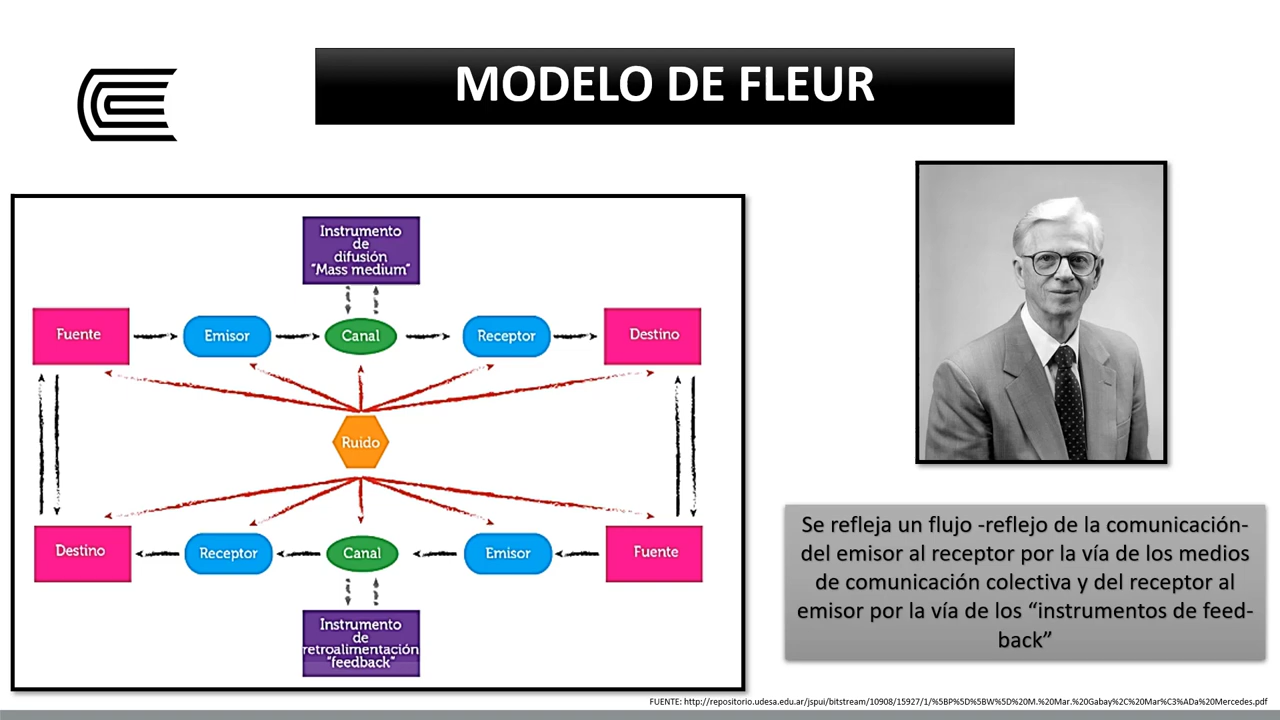 MODELO DE FLEUR
Instrumento
de
difusión
"Mass medium"
Fuente
Emisor
Canal
Receptor
Destino
Ruido
Destino
Receptor
Canal
Emisor
Fuente
Instrumento
de
retroalimentación
"feedback"
Se refleja un flujo -reflejo de la comunicación-
del emisor al receptor por la vía de los medios
de comunicación colectiva y del receptor al
emisor por la vía de los “instrumentos de feed-
back”
FUENTE: http://repositorio.udesa.edu.ar/jspui/bitstream/10908/15927/1/%5BP%5D%5BW%5D%20M.%20Mar.%20Gabay%2C%20Mar%C3%ADa%20Mercedes.pdf